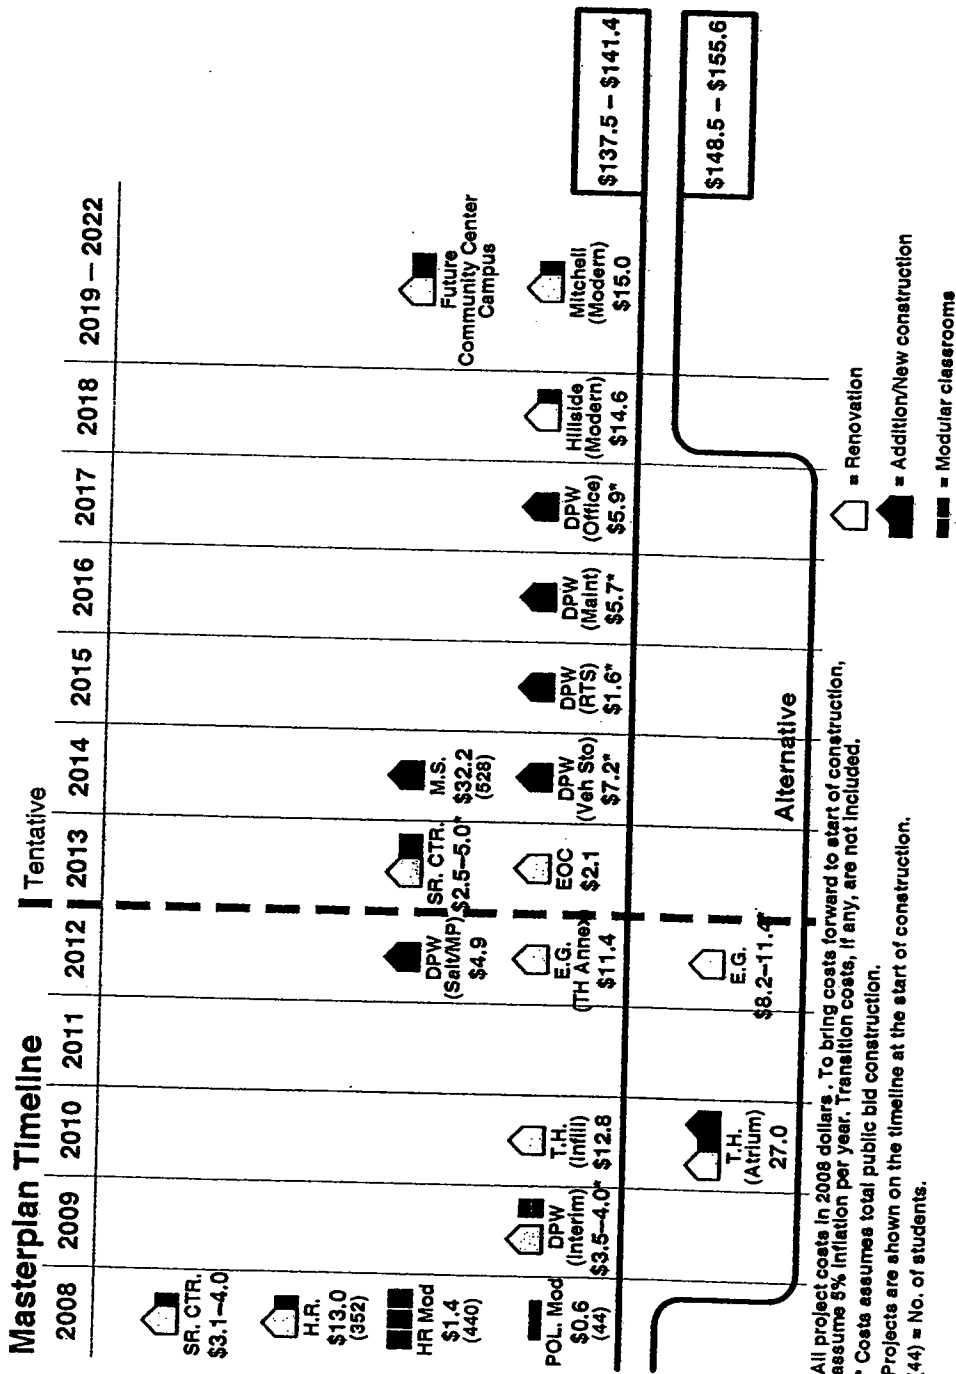 Masterplan Timeline
Tentative
2008
2009
2010
2011
2012
2013
2014
2015
2016
2017
2018
2019 – 2022
SR. CTR.
$3.1–4.0
H.R.
$13.0
(352)
HR Mod
$1.4
(440)
POL. Mod
$0.6
(44)
DPW
(Interim)
$3.5–4.0*
T.H.
(Infill)
$12.8
DPW
(Salt/MP)
$4.9
E.G.
(TH Annex)
$11.4
SR. CTR.
$2.5–5.0*
EOC
$2.1
M.S.
$32.2
(528)
DPW
(Veh Sto)
$7.2*
DPW
(RTS)
$1.6*
DPW
(Maint)
$5.7*
DPW
(Office)
$5.9*
Hillside
(Modern)
$14.6
Future
Community Center
Campus
Mitchell
(Modern)
$15.0
$137.5 – $141.4
T.H.
(Atrium)
27.0
E.G.
$8.2–11.4*
Alternative
$148.5 – $155.6
All project costs in 2008 dollars. To bring costs forward to start of construction,
assume 5% inflation per year. Transition costs, if any, are not included.
* Costs assumes total public bid construction.
Projects are shown on the timeline at the start of construction.
(44) = No. of students.
= Renovation
= Addition/New construction
= Modular classrooms